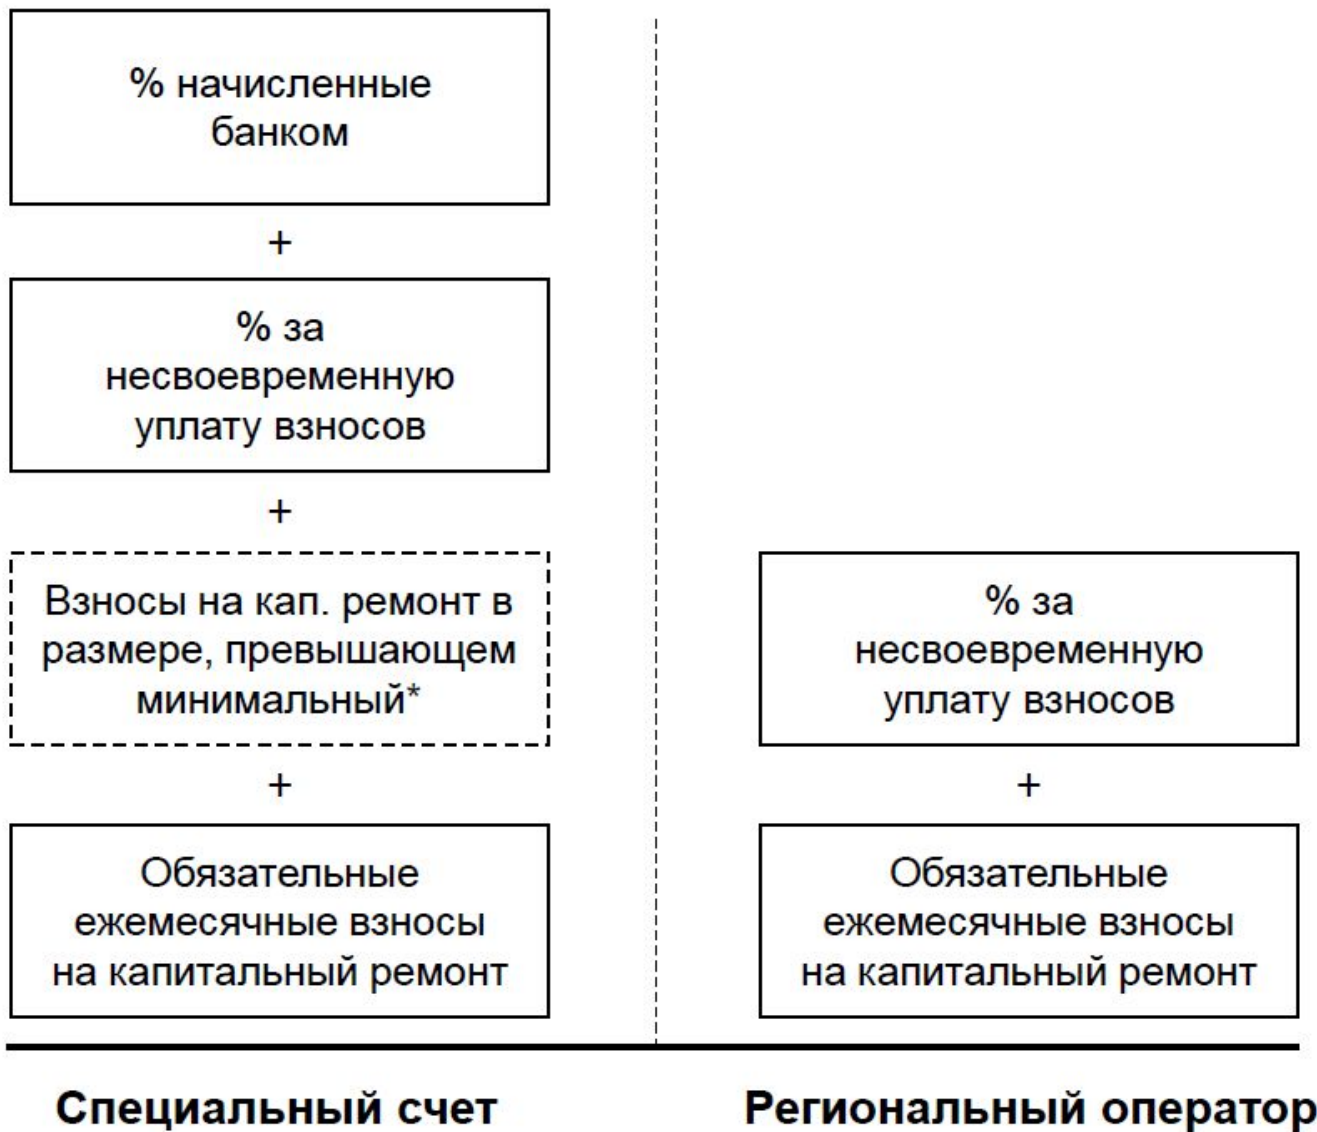 % начисленные
банком
+
% за
несвоевременную
уплату взносов
+
Взносы на кап. ремонт в
размере, превышающем
минимальный*
+
Обязательные
ежемесячные взносы
на капитальный ремонт
Специальный счет
% за
несвоевременную
уплату взносов
+
Обязательные
ежемесячные взносы
на капитальный ремонт
Региональный оператор